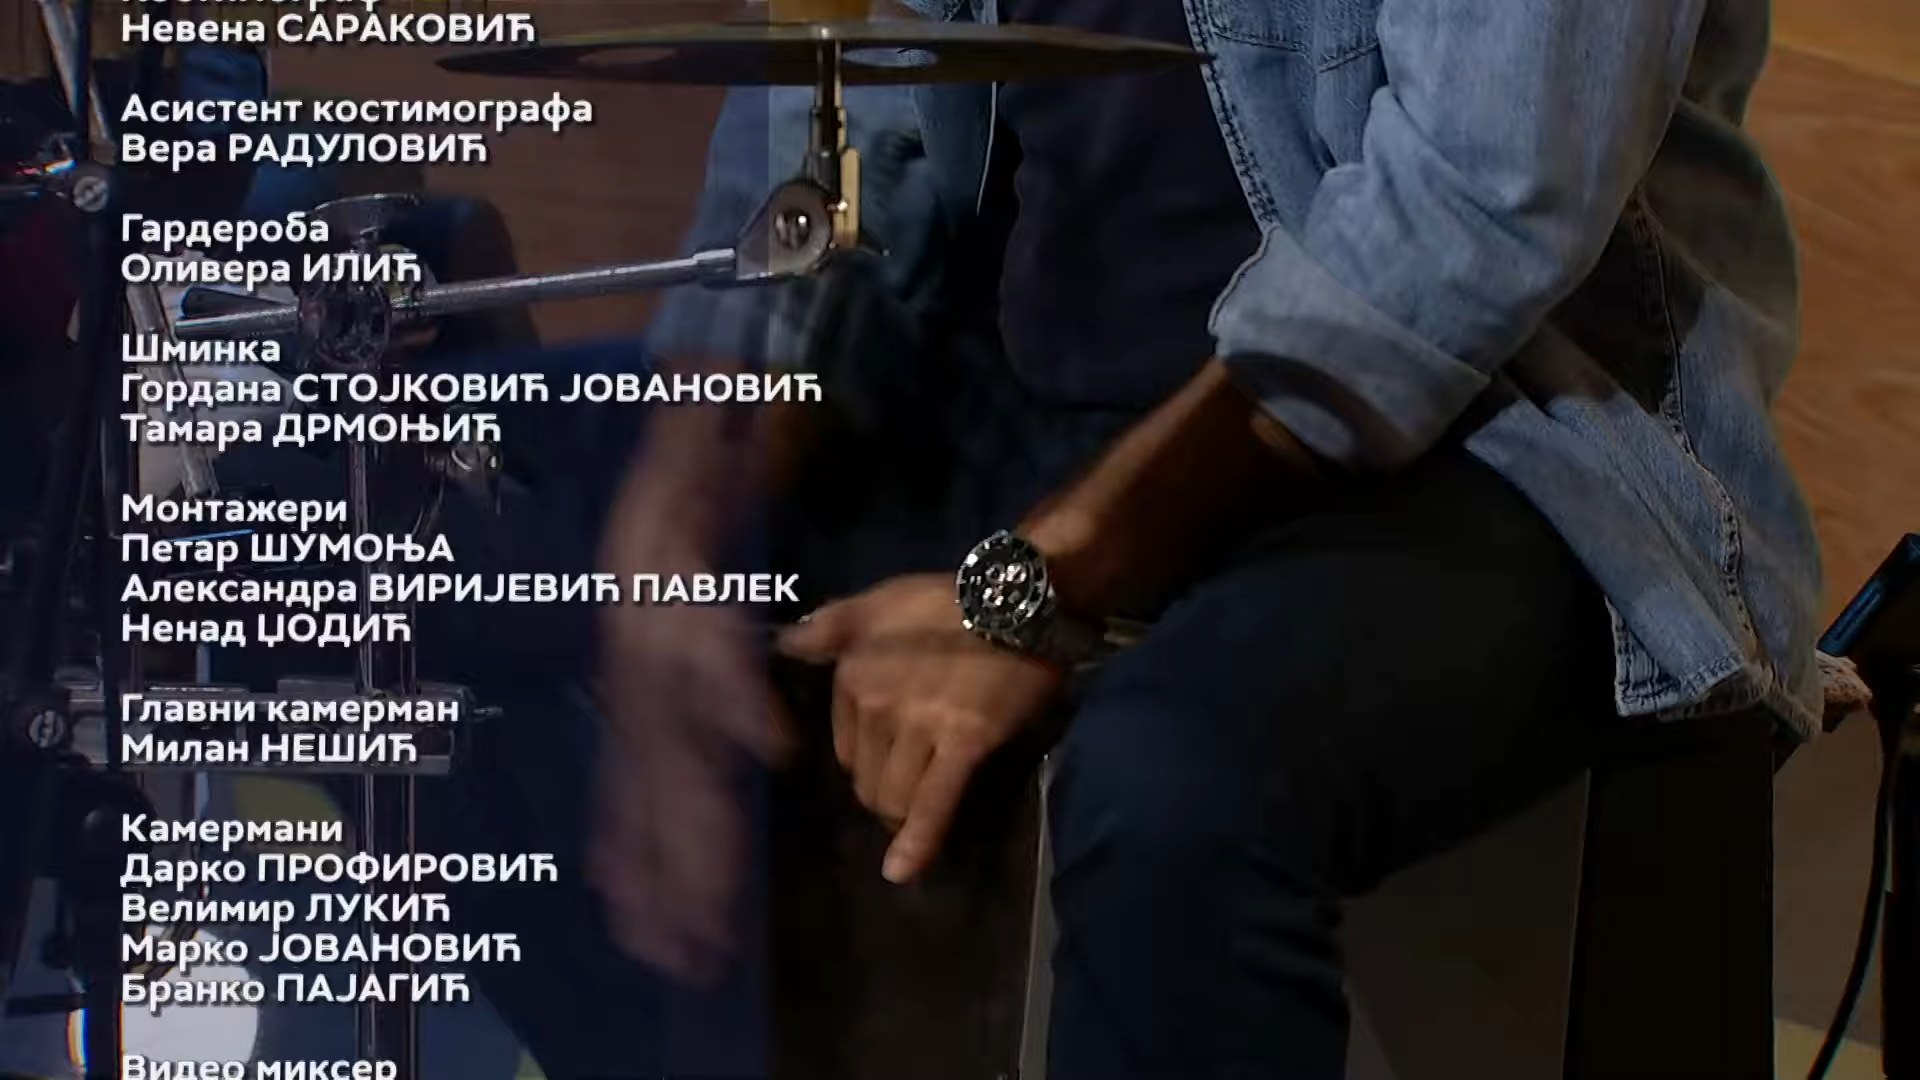 Невена САРАКОВИЋ
Асистент костимографа
Вера РАДУЛОВИЋ
Гардероба
Оливера ИЛИЋ
Шминка
Гордана СТОЈКОВИЋ ЈОВАНОВИЋ
Тамара ДРМОЊИЋ
Монтажери
Петар ШУМОЊА
Александра ВИРИЈЕВИЋ ПАВЛЕК
Ненад ЏОДИЋ
Главни камерман
Милан НЕШИЋ
Камермани
Дарко ПРОФИРОВИЋ
Велимир ЛУКИЋ
Марко ЈОВАНОВИЋ
Бранко ПАЈАГИЋ
Видео миксер